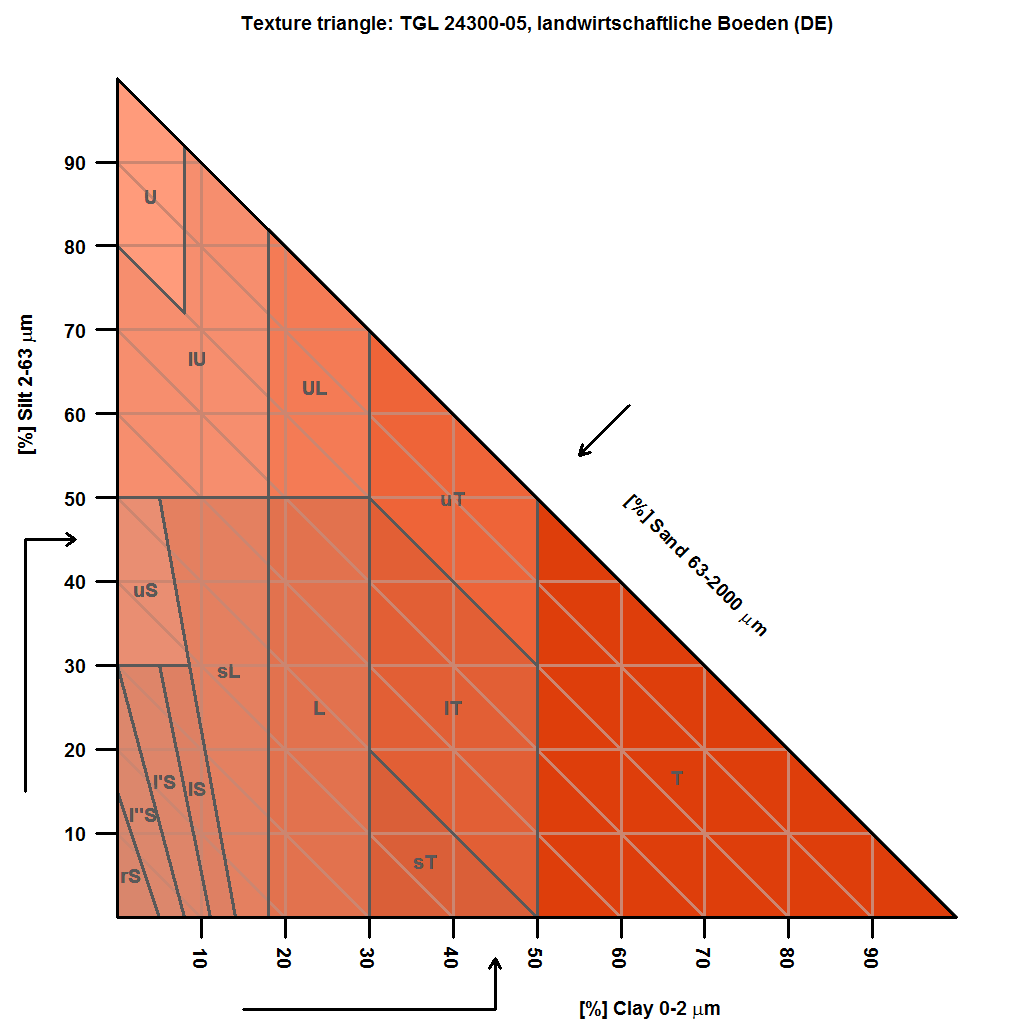 Texture triangle: TGL 24300-05, landwirtschaftliche Boeden (DE)
90
80
70
60
50
40
30
20
10
[%] Silt 2-63 μm
U
lU
UL
uT
uS
sL
L
lT
T
l'S
lS
l''S
sT
rS
[%] Sand 63-2000 μm
10
20
30
40
50
60
70
80
90
[%] Clay 0-2 μm